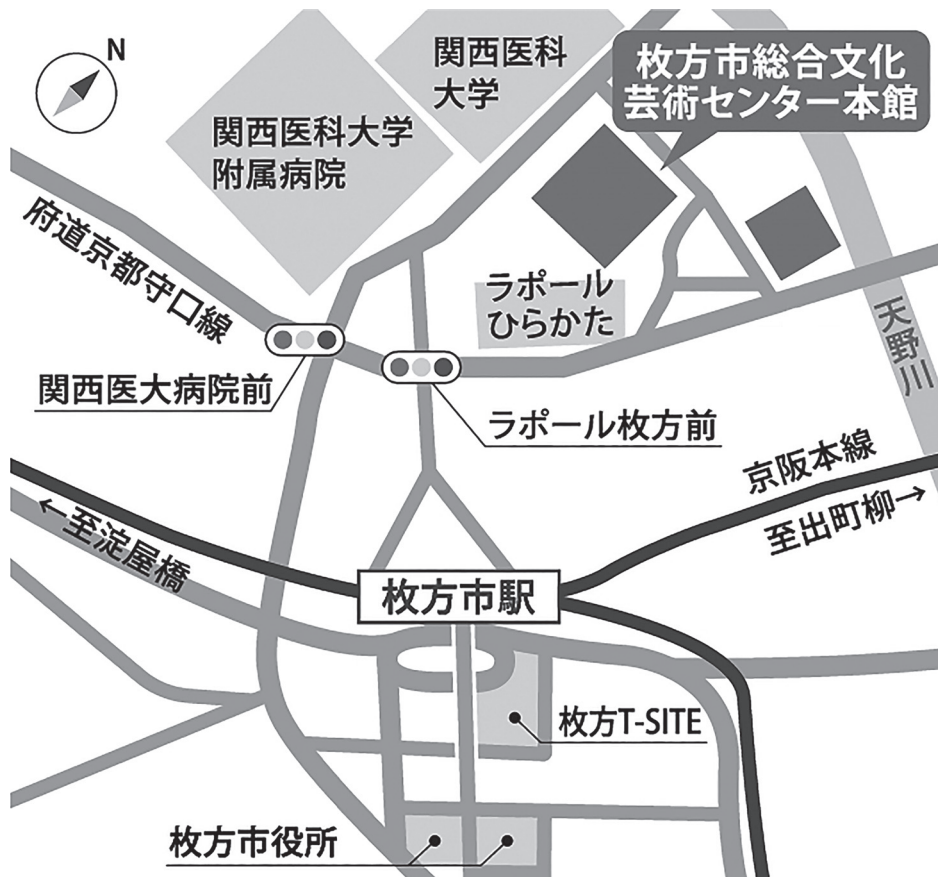 N
関西医科
大学
枚方市総合文化
芸術センター本館
関西医科大学
附属病院
府道京都守口線
ラポール
ひらかた
天野川
関西医大病院前
ラポール枚方前
京阪本線
至出町柳→
←至淀屋橋
枚方市駅
枚方T-SITE
枚方市役所